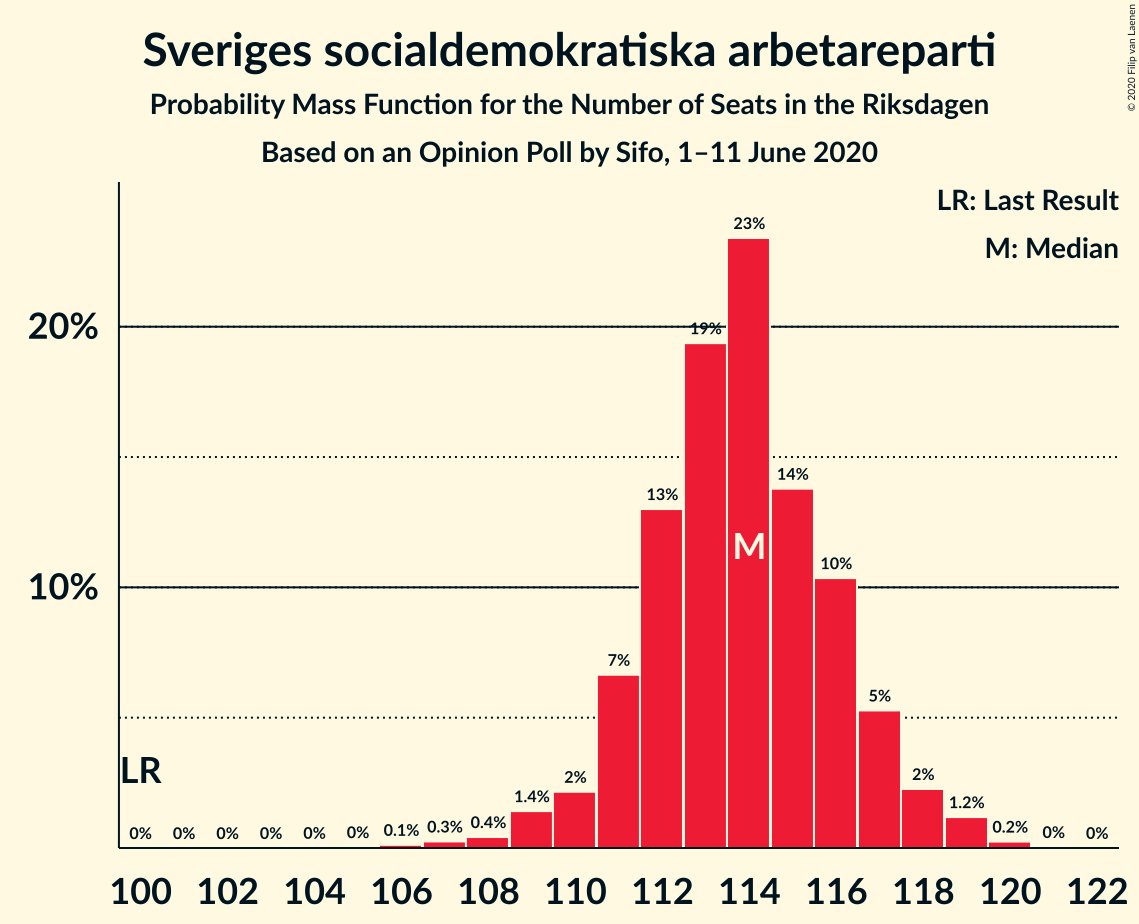 Sveriges socialdemokratiska arbetareparti
Probability Mass Function for the Number of Seats in the Riksdagen
Based on an Opinion Poll by Sifo, 1–11 June 2020
© 2020 Filip van Laenen
LR: Last Result
M: Median
20%
10%
0%
0%
0%
0%
0%
0%
0.1%
0.3%
0.4%
1.4%
2%
7%
13%
19%
23%
14%
10%
5%
2%
1.2%
0.2%
0%
0%
LR
M
100 102 104 106 108 110 112 114 116 118 120 122